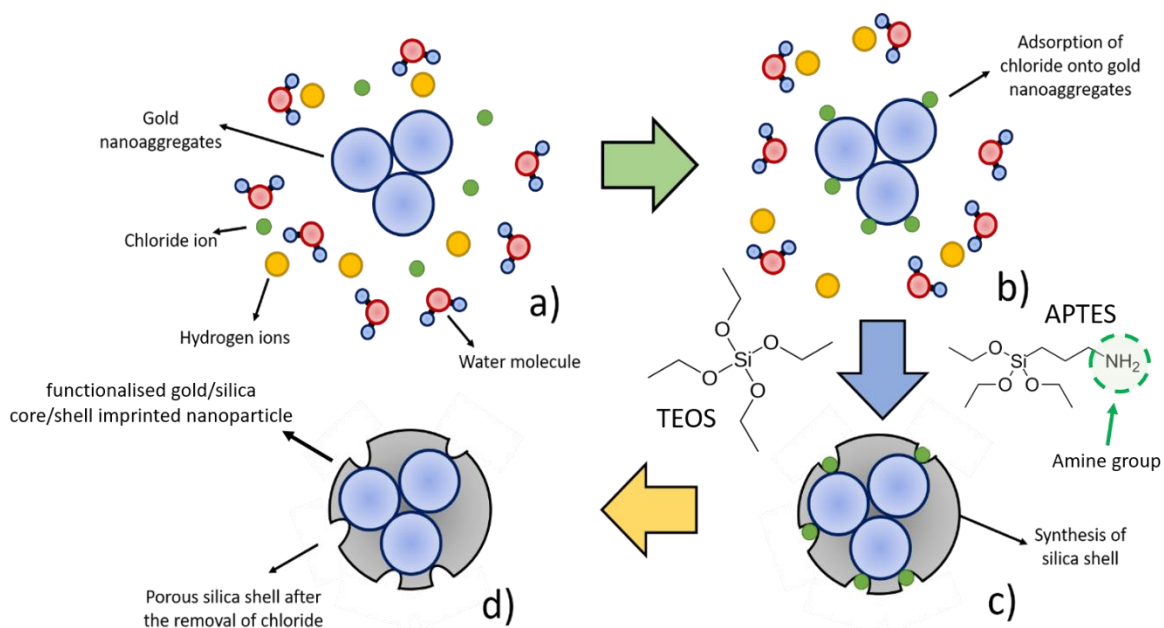 Gold
nanoaggregates
Chloride ion
Hydrogen ions
Water molecule
a)
Adsorption of
chloride onto gold
nanoaggregates
b)
O
O
Si
O
O
TEOS
APTES
O
Si
NH2
O
O
Amine group
functionalised gold/silica
core/shell imprinted nanoparticle
Porous silica shell after
the removal of chloride
d)
Synthesis of
silica shell
c)